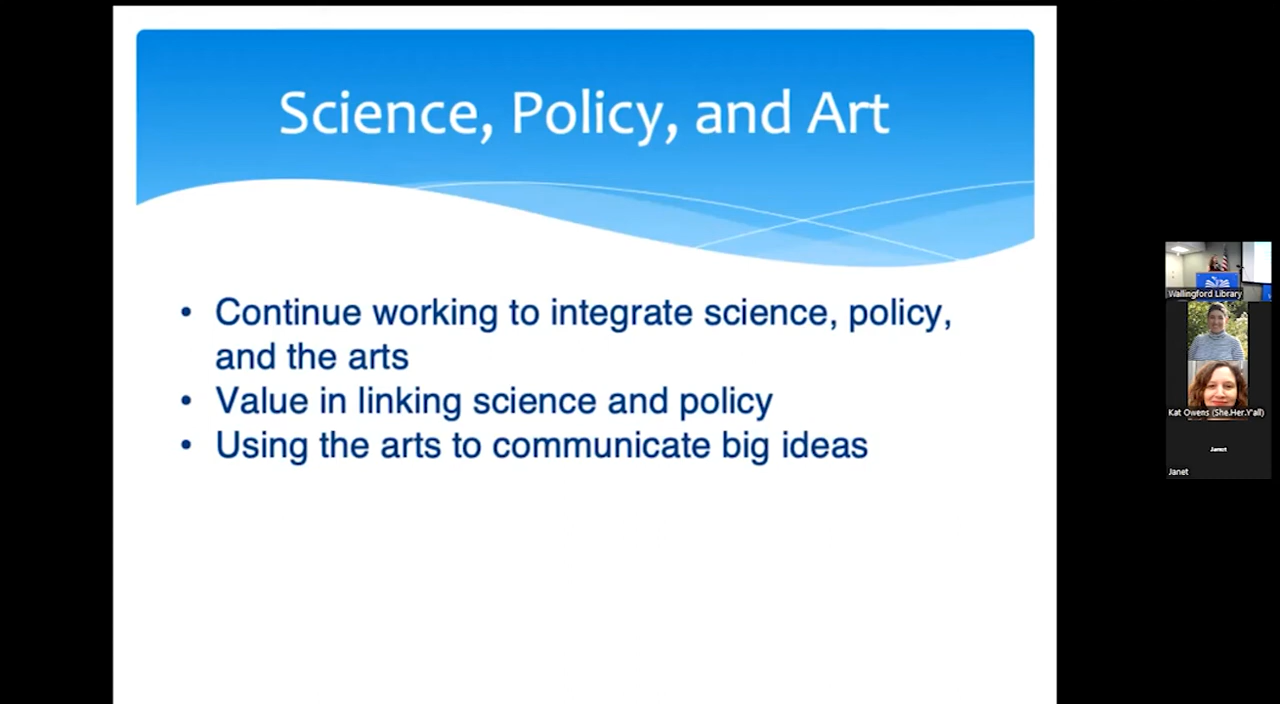 Science, Policy, and Art
• Continue working to integrate science, policy,
and the arts
• Value in linking science and policy
• Using the arts to communicate big ideas
Wallingford Library
Kat Owens (She.Her.Y'all)
Janet
Janet